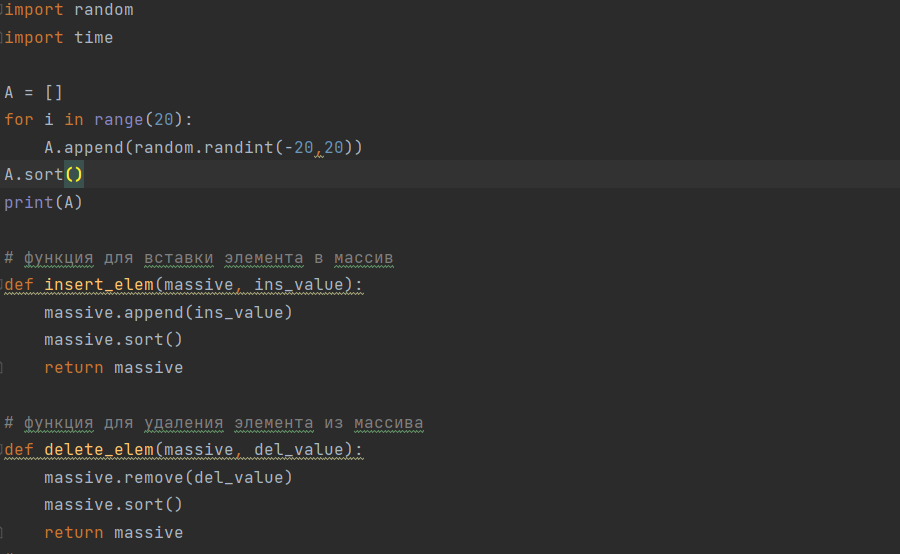 import random
import time
A = []
for i in range(20):
    A.append(random.randint(-20,20))
A.sort()
print(A)
# функция для вставки элемента в массив
def insert_elem(massive, ins_value):
    massive.append(ins_value)
    massive.sort()
    return massive
# функция для удаления элемента из массива
def delete_elem(massive, del_value):
    massive.remove(del_value)
    massive.sort()
    return massive